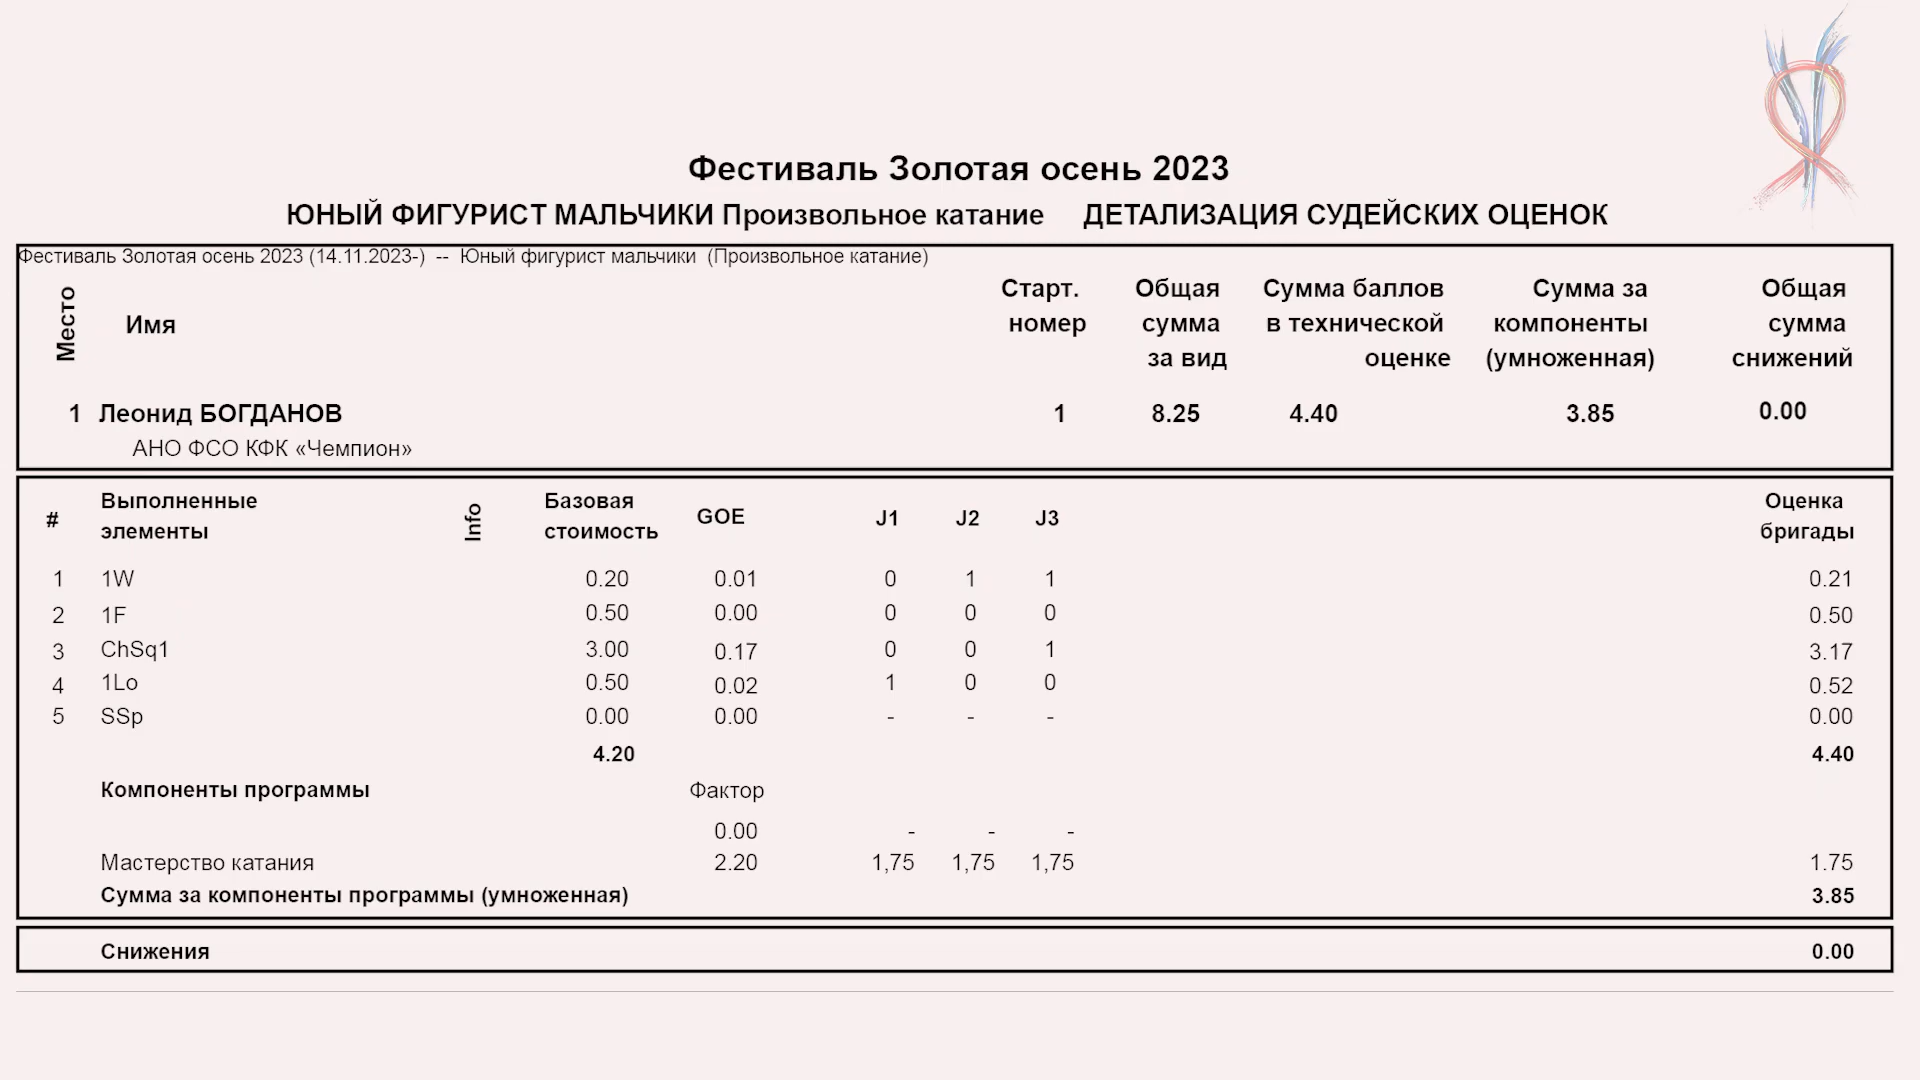 Фестиваль Золотая осень 2023
ЮНЫЙ ФИГУРИСТ МАЛЬЧИКИ Произвольное катание ДЕТАЛИЗАЦИЯ СУДЕЙСКИХ ОЦЕНОК
Фестиваль Золотая осень 2023 (14.11.2023-) -- Юный фигурист мальчики (Произвольное катание)
Место Имя Старт. номер Общая сумма за вид Сумма баллов в технической оценке Сумма за компоненты (умноженная) Общая сумма снижений
1 Леонид БОГДАНОВ 1 8.25 4.40 3.85 0.00
АНО ФСО КФК «Чемпион»
# Выполненные элементы Info Базовая стоимость GOE J1 J2 J3 Оценка бригады
1 1W 0.20 0.01 0 1 1 0.21
2 1F 0.50 0.00 0 0 0 0.50
3 ChSq1 3.00 0.17 0 0 1 3.17
4 1Lo 0.50 0.02 1 0 0 0.52
5 SSp 0.00 0.00 - - - 0.00
4.20 4.40
Компоненты программы Фактор
0.00 - - -
Мастерство катания 2.20 1,75 1,75 1,75 1.75
Сумма за компоненты программы (умноженная) 3.85
Снижения 0.00